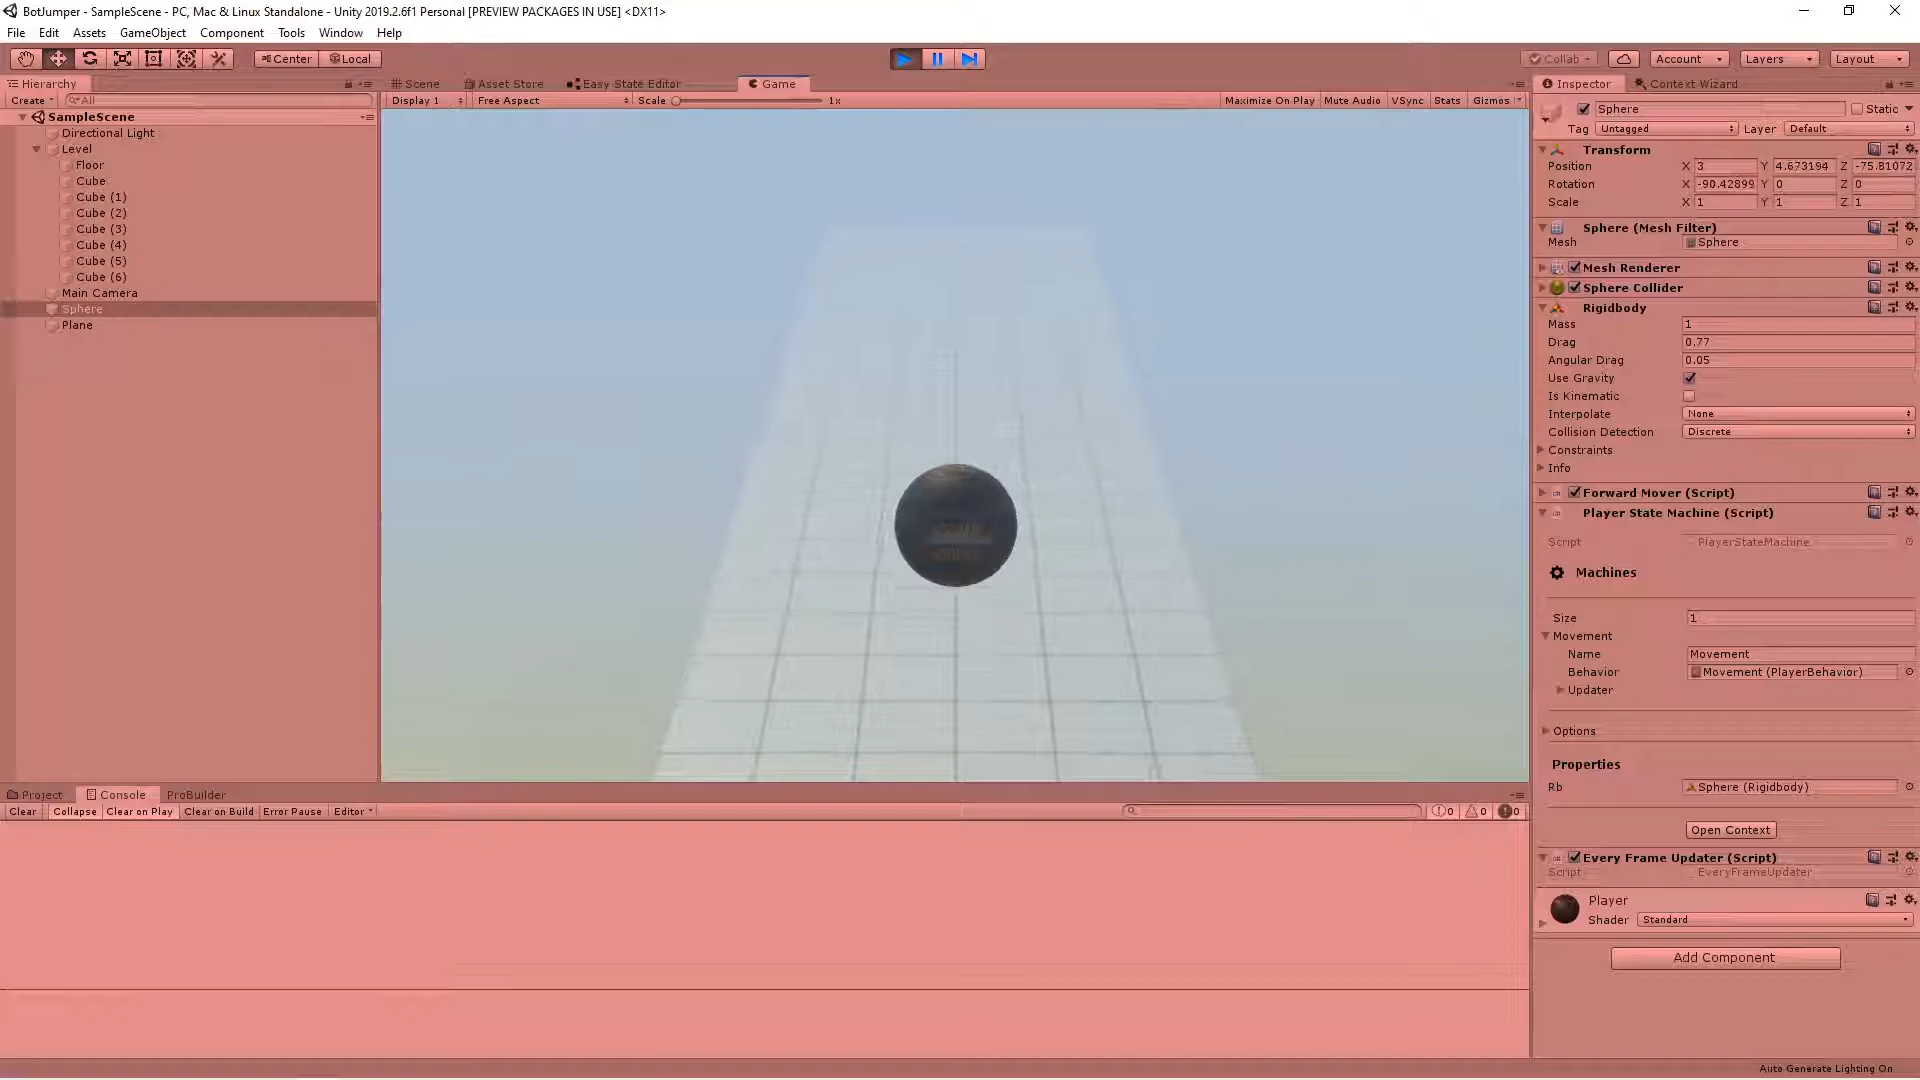 BotJumper - SampleScene - PC, Mac & Linux Standalone - Unity 2019.2.6f1 Personal [PREVIEW PACKAGES IN USE] <DX11>
File Edit Assets GameObject Component Tools Window Help
Center Local Collab Account Layers Layout
Hierarchy Scene Asset Store Easy State Editor Game Inspector Context Wizard
Create All Display 1 Free Aspect Scale 1x Maximize On Play Mute Audio VSync Stats Gizmos
SampleScene
Directional Light
Level
Floor
Cube
Cube (1)
Cube (2)
Cube (3)
Cube (4)
Cube (5)
Cube (6)
Main Camera
Sphere
Plane
Sphere Static
Tag Untagged Layer Default
Transform
Position X 3 Y 4.673194 Z -75.81072
Rotation X -90.42899 Y 0 Z 0
Scale X 1 Y 1 Z 1
Sphere (Mesh Filter)
Mesh Sphere
Mesh Renderer
Sphere Collider
Rigidbody
Mass 1
Drag 0.77
Angular Drag 0.05
Use Gravity
Is Kinematic
Interpolate None
Collision Detection Discrete
Constraints
Info
Forward Mover (Script)
Player State Machine (Script)
Script PlayerStateMachine
Machines
Size 1
Movement
Name Movement
Behavior Movement (PlayerBehavior)
Updater
Options
Properties
Rb Sphere (Rigidbody)
Open Context
Every Frame Updater (Script)
Script EveryFrameUpdater
Player
Shader Standard
Add Component
Project Console ProBuilder
Clear Collapse Clear on Play Clear on Build Error Pause Editor 0 0 0
Auto Generate Lighting On